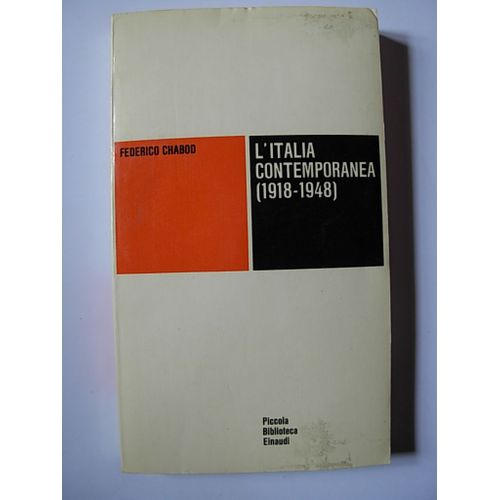 FEDERICO CHABOD
L'ITALIA
CONTEMPORANEA
(1918-1948)
Piccola
Biblioteca
Einaudi